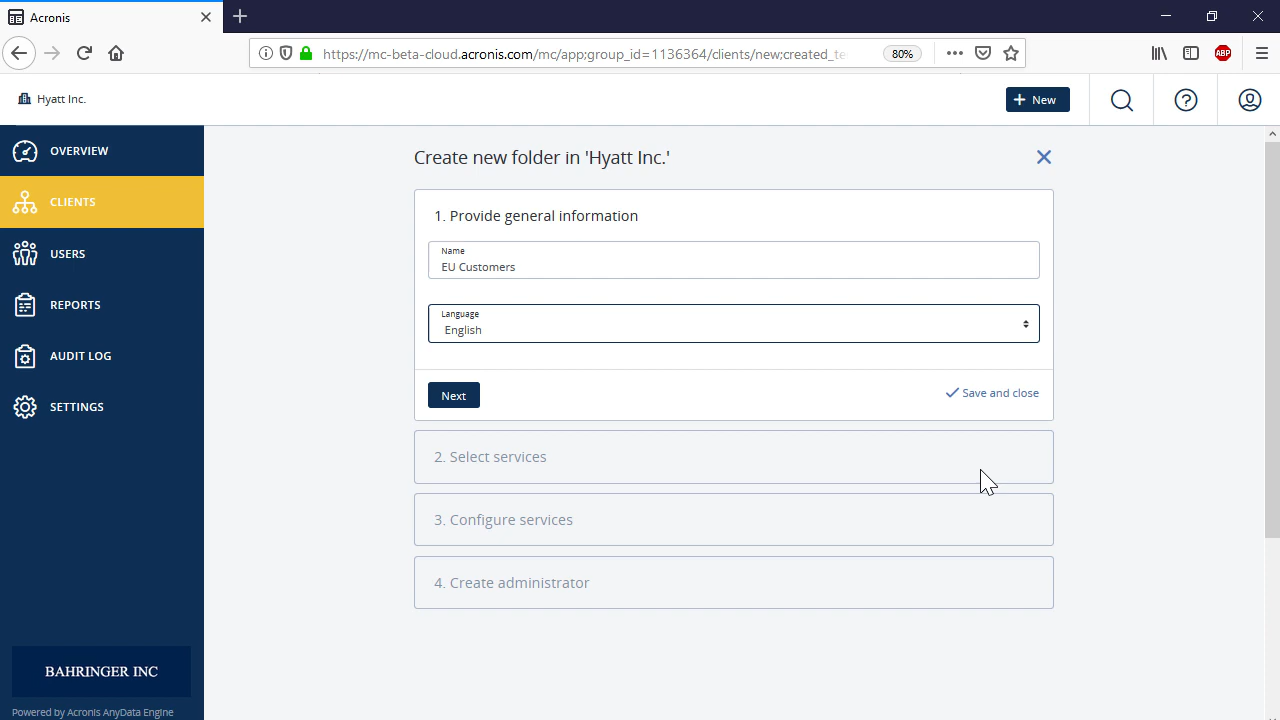 Acronis
https://mc-beta-cloud.acronis.com/mc/app;group_id=1136364/clients/new;created_te
80%
ABP
Hyatt Inc.
+ New
OVERVIEW
CLIENTS
USERS
REPORTS
AUDIT LOG
SETTINGS
BAHRINGER INC
Powered by Acronis AnyData Engine
Create new folder in 'Hyatt Inc.'
1. Provide general information
Name
EU Customers
Language
English
Next
Save and close
2. Select services
3. Configure services
4. Create administrator